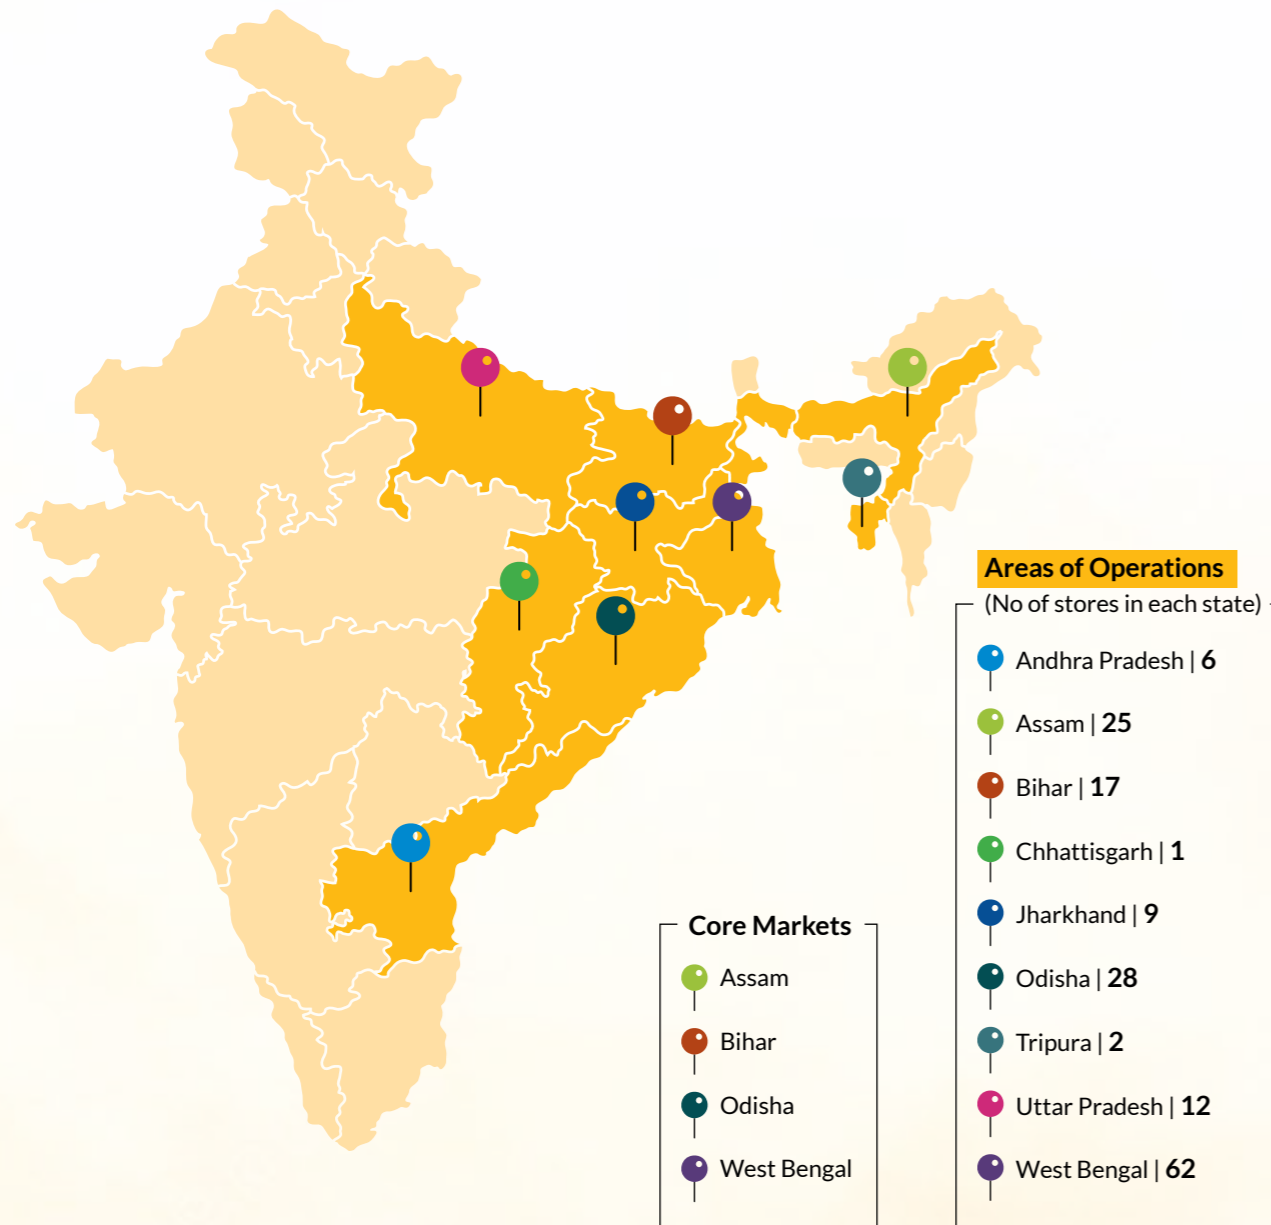 Areas of Operations
(No of stores in each state)
Andhra Pradesh | 6
Assam | 25
Bihar | 17
Chhattisgarh | 1
Jharkhand | 9
Odisha | 28
Tripura | 2
Uttar Pradesh | 12
West Bengal | 62
Core Markets
Assam
Bihar
Odisha
West Bengal